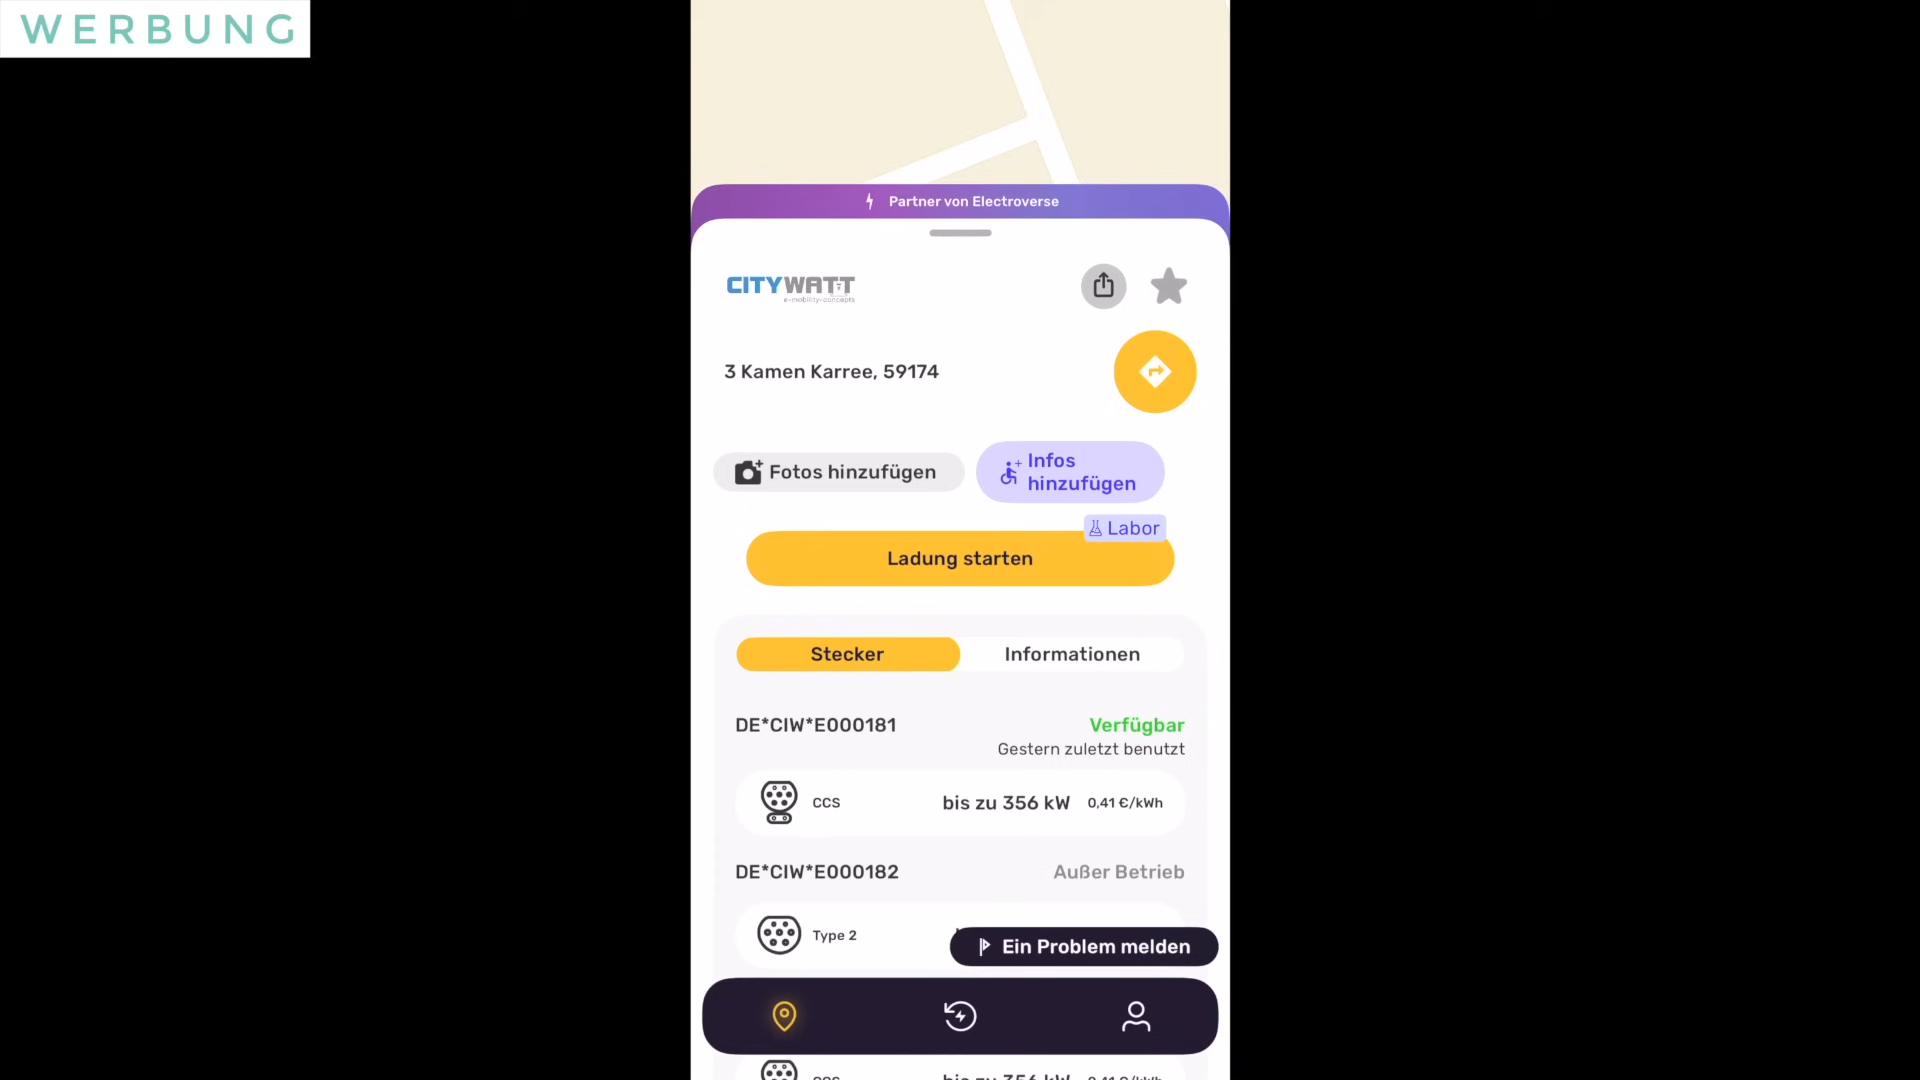 WERBUNG
Partner von Electroverse
CITYWATT
e-mobility-concepts
3 Kamen Karree, 59174
Fotos hinzufügen
Infos
hinzufügen
Labor
Ladung starten
Stecker
Informationen
DE*CIW*E000181
Verfügbar
Gestern zuletzt benutzt
CCS
bis zu 356 kW
0,41 €/kWh
DE*CIW*E000182
Außer Betrieb
Type 2
Ein Problem melden